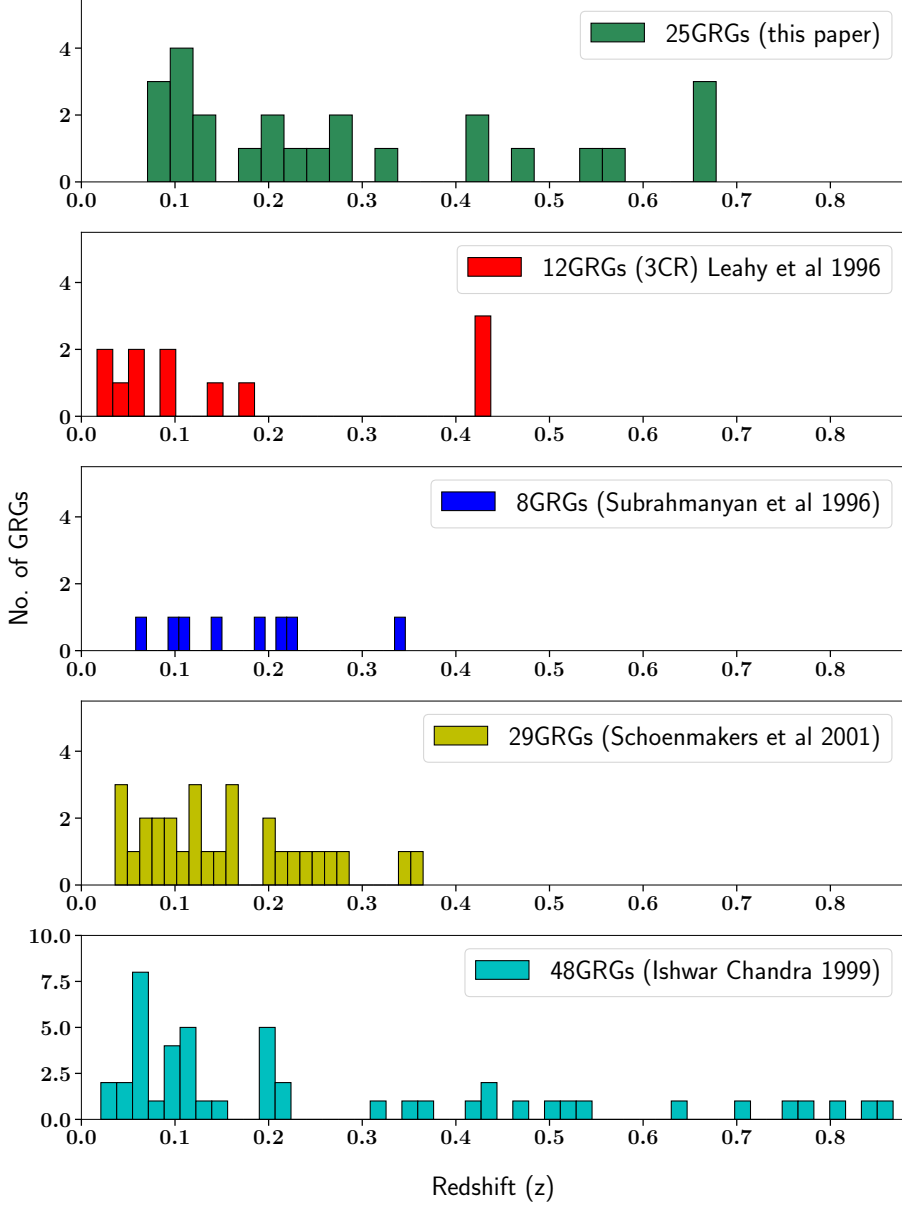 25GRGs (this paper)
4
2
0
0.0 0.1 0.2 0.3 0.4 0.5 0.6 0.7 0.8
12GRGs (3CR) Leahy et al 1996
4
2
0
0.0 0.1 0.2 0.3 0.4 0.5 0.6 0.7 0.8
No. of GRGs
8GRGs (Subrahmanyan et al 1996)
4
2
0
0.0 0.1 0.2 0.3 0.4 0.5 0.6 0.7 0.8
29GRGs (Schoenmakers et al 2001)
4
2
0
0.0 0.1 0.2 0.3 0.4 0.5 0.6 0.7 0.8
10.0
48GRGs (Ishwar Chandra 1999)
7.5
5.0
2.5
0.0
0.0 0.1 0.2 0.3 0.4 0.5 0.6 0.7 0.8
Redshift (z)